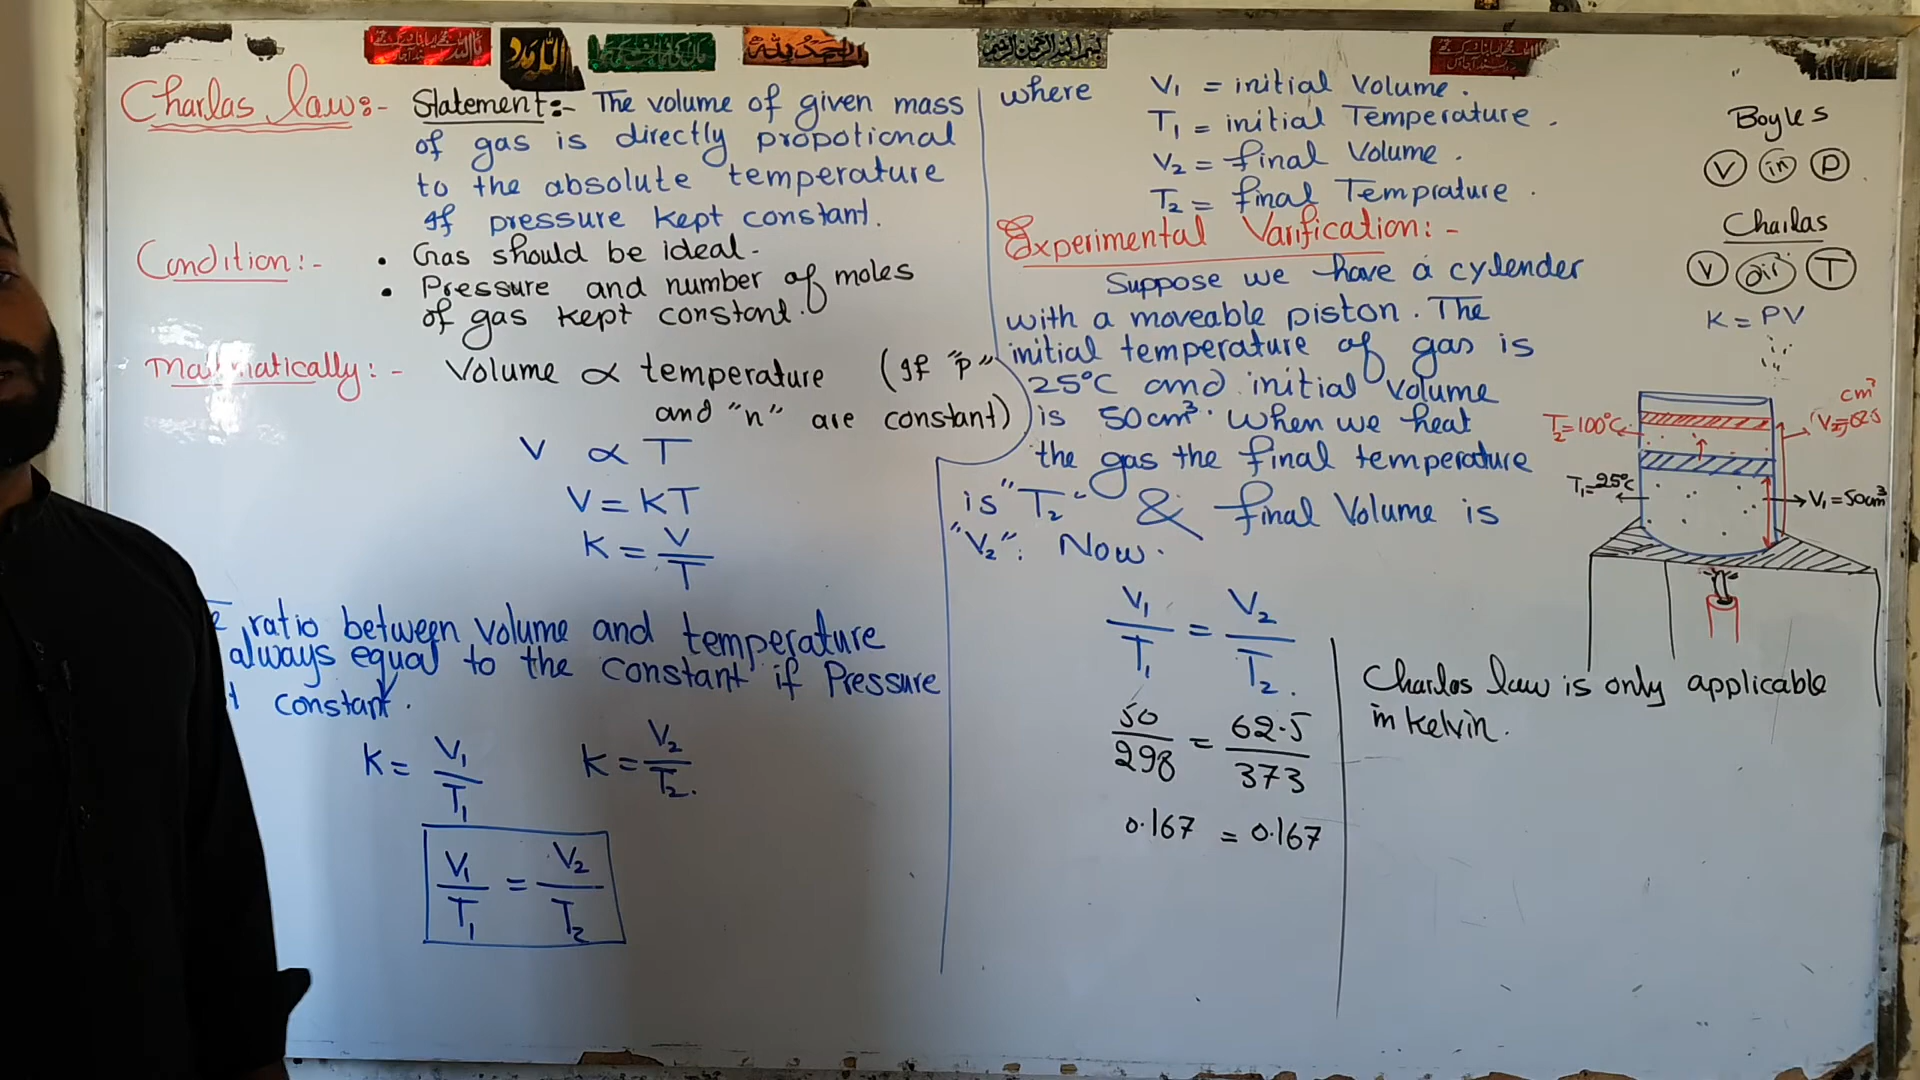 Charlas law:- Statement:- The volume of given mass
of gas is directly propotional
to the absolute temperature
If pressure kept constant.
Condition:- • Gas should be ideal-
• Pressure and number of moles
of gas kept constant.
Mathmatically:- Volume ∝ temperature (If "p"
and "n" are constant)
V ∝ T
V = KT
K = V/T
ratio between volume and temperature
always equal to the constant if Pressure
constant.
K = V₁/T₁ K = V₂/T₂.
V₁/T₁ = V₂/T₂
where V₁ = initial Volume.
T₁ = initial Temperature.
V₂ = final Volume.
T₂ = final Temprature.
Experimental Varification:-
Suppose we have a cylender
with a moveable piston. The
initial temperature of gas is
25°C and initial volume
is 50cm³. When we heat
the gas the final temperature
is "T₂" & final Volume is
"V₂". Now.
V₁/T₁ = V₂/T₂.
50/298 = 62.5/373
0.167 = 0.167
Boyles
V in P
Charlas
V Dir T
K = PV
cm³
T₂=100°C
T₁=25°C
V₁=50cm³
Charlos law is only applicable
in Kelvin.